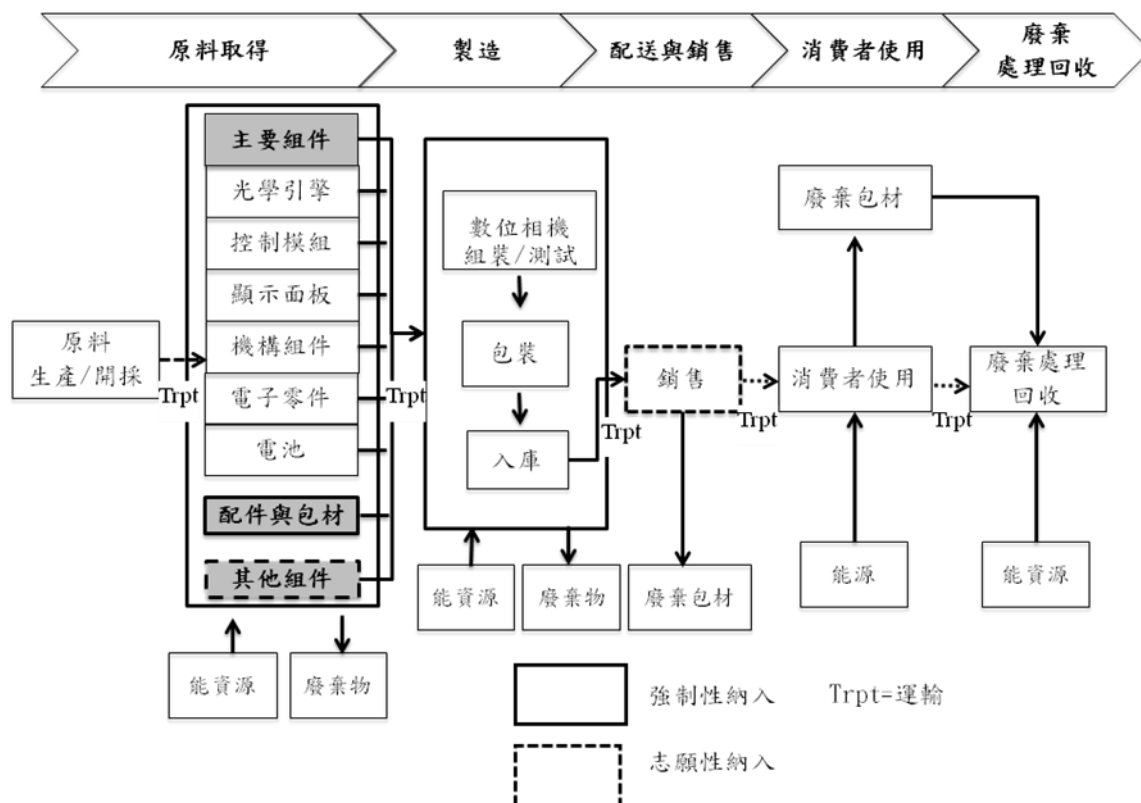 原料取得
製造
配送與銷售
消費者使用
廢棄
處理回收
主要組件
光學引擎
控制模組
顯示面板
機構組件
電子零件
電池
配件與包材
其他組件
原料
生產/開採
Trpt
Trpt
能資源
廢棄物
數位相機
組裝/測試
包裝
入庫
Trpt
能資源
廢棄物
銷售
廢棄包材
Trpt
廢棄包材
消費者使用
能源
Trpt
廢棄處理
回收
能資源
強制性納入
Trpt=運輸
志願性納入